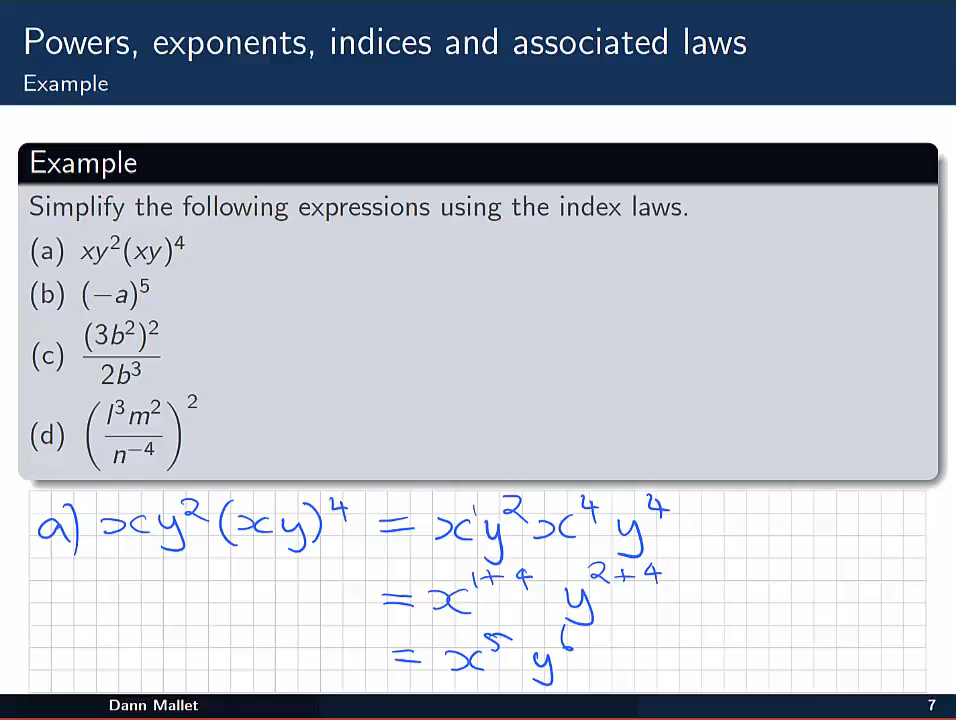 Powers, exponents, indices and associated laws
Example
Example
Simplify the following expressions using the index laws.
(a) xy²(xy)⁴
(b) (−a)⁵
(c) (3b²)² / 2b³
(d) (l³m² / n⁻⁴)²
a) xy²(xy)⁴ = x¹y²x⁴y⁴
= x¹⁺⁴ y²⁺⁴
= x⁵ y⁶
Dann Mallet 7